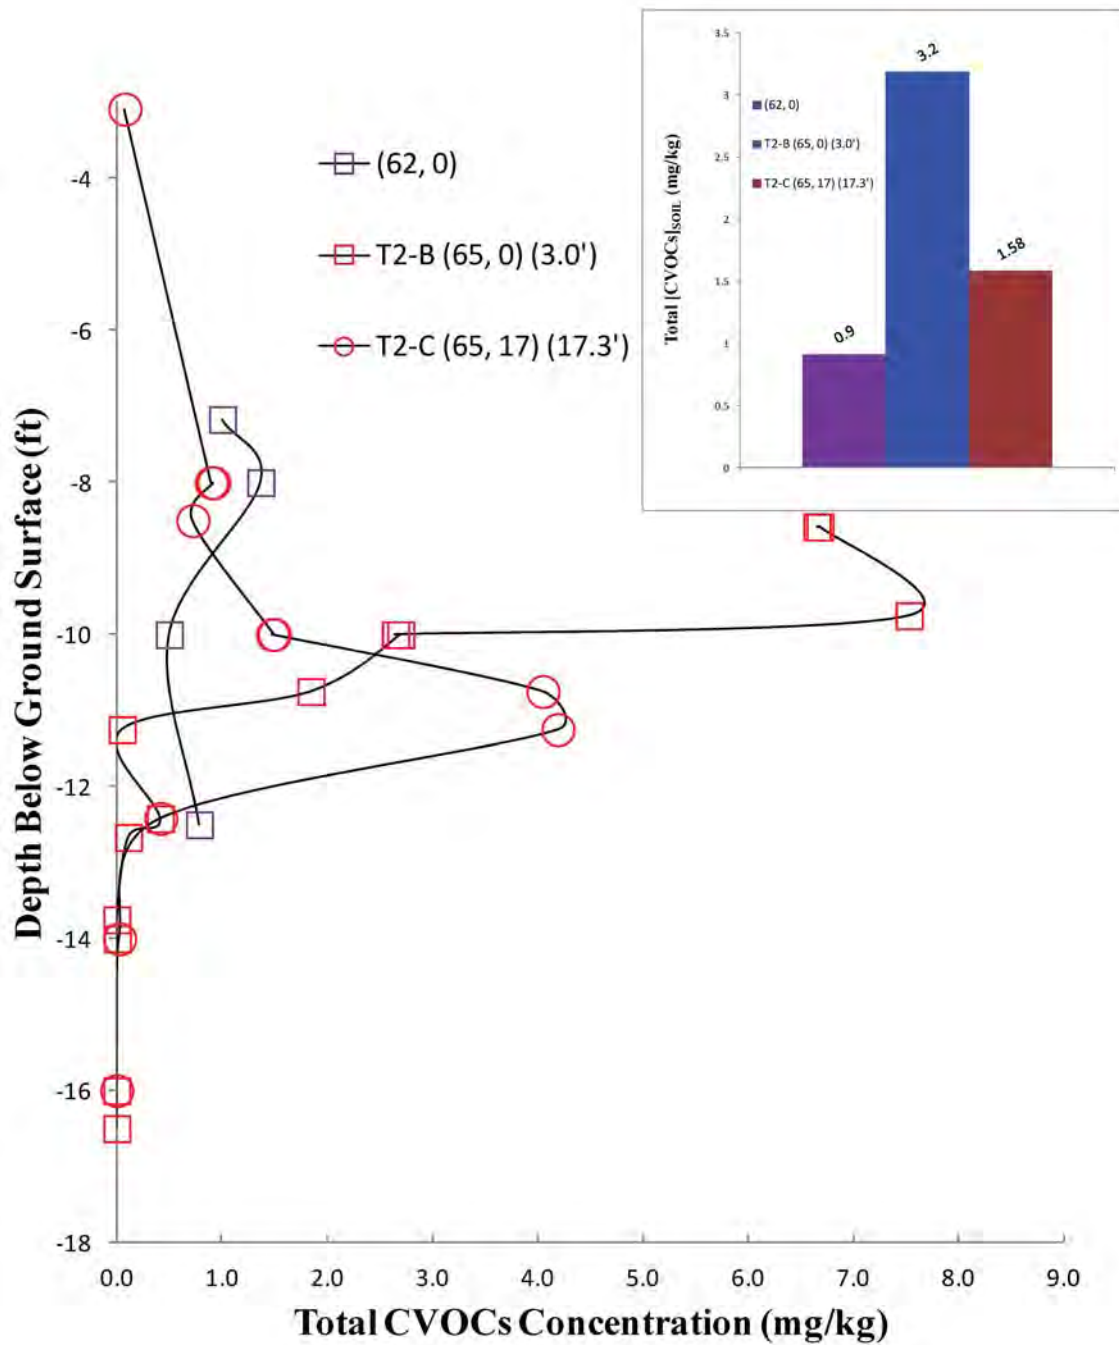 3.5
3
2.5
2
1.5
1
0.5
0
Total [CVOCs]SOIL (mg/kg)
(62, 0)
T2-B (65, 0) (3.0')
T2-C (65, 17) (17.3')
0.9
3.2
1.58
(62, 0)
T2-B (65, 0) (3.0')
T2-C (65, 17) (17.3')
Depth Below Ground Surface (ft)
-4
-6
-8
-10
-12
-14
-16
-18
0.0 1.0 2.0 3.0 4.0 5.0 6.0 7.0 8.0 9.0
Total CVOCs Concentration (mg/kg)